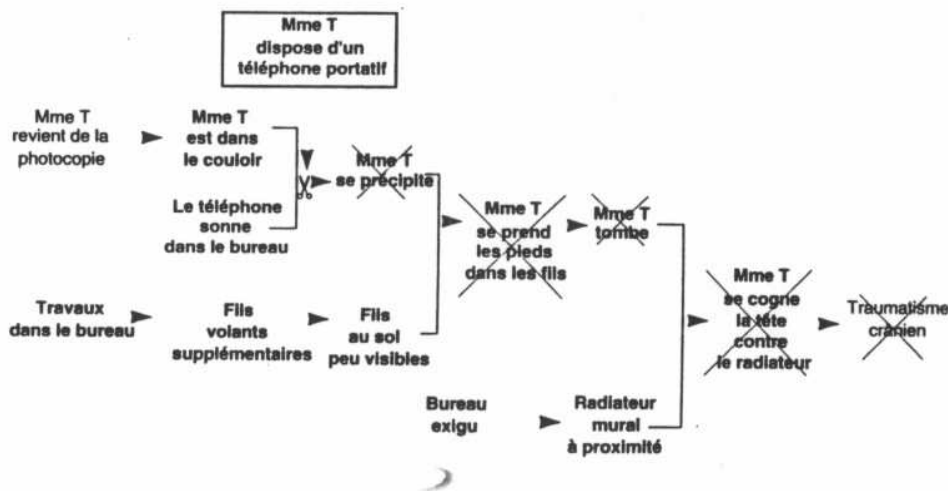 Mme T
dispose d'un
téléphone portatif
Mme T
revient de la
photocopie
Mme T
est dans
le couloir
Le téléphone
sonne
dans le bureau
Mme T
se précipite
Mme T
se prend
les pieds
dans les fils
Mme T
tombe
Travaux
dans le bureau
Fils
volants
supplémentaires
Fils
au sol
peu visibles
Bureau
exigu
Radiateur
mural
à proximité
Mme T
se cogne
la tête
contre
le radiateur
Traumatisme
crânien